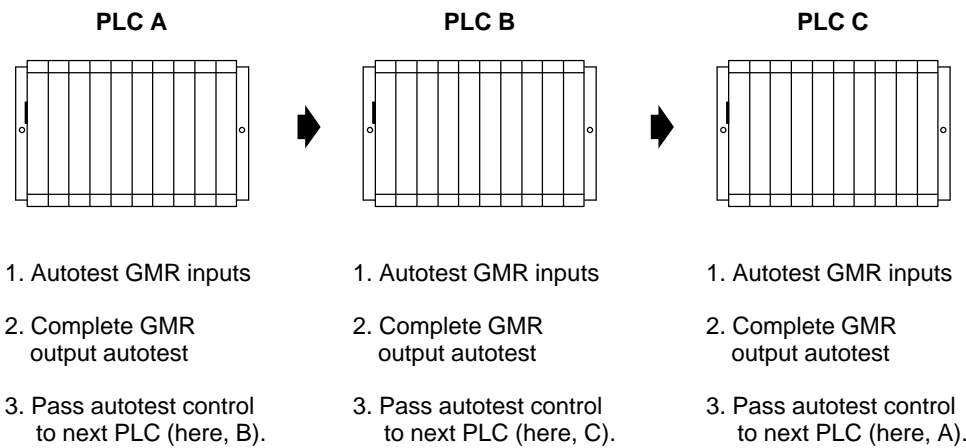 PLC A
PLC B
PLC C
1. Autotest GMR inputs
2. Complete GMR
output autotest
3. Pass autotest control
to next PLC (here, B).
1. Autotest GMR inputs
2. Complete GMR
output autotest
3. Pass autotest control
to next PLC (here, C).
1. Autotest GMR inputs
2. Complete GMR
output autotest
3. Pass autotest control
to next PLC (here, A).